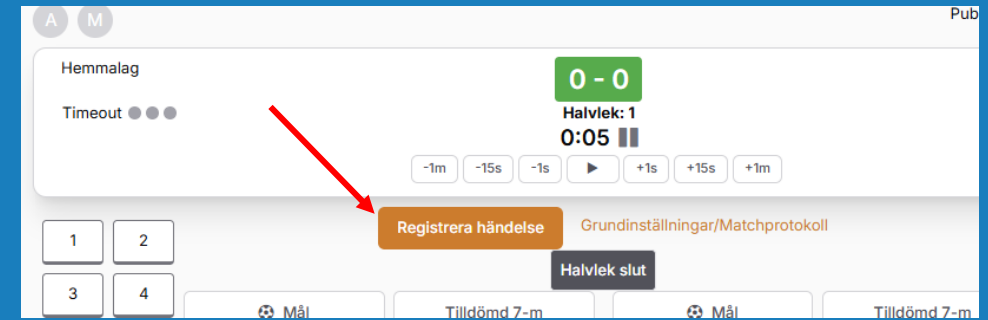 A M
Pub
Hemmalag
0 - 0
Timeout
Halvlek: 1
0:05
-1m -15s -1s +1s +15s +1m
Registrera händelse Grundinställningar/Matchprotokoll
1 2
Halvlek slut
3 4
Mål Tilldömd 7-m Mål Tilldömd 7-m